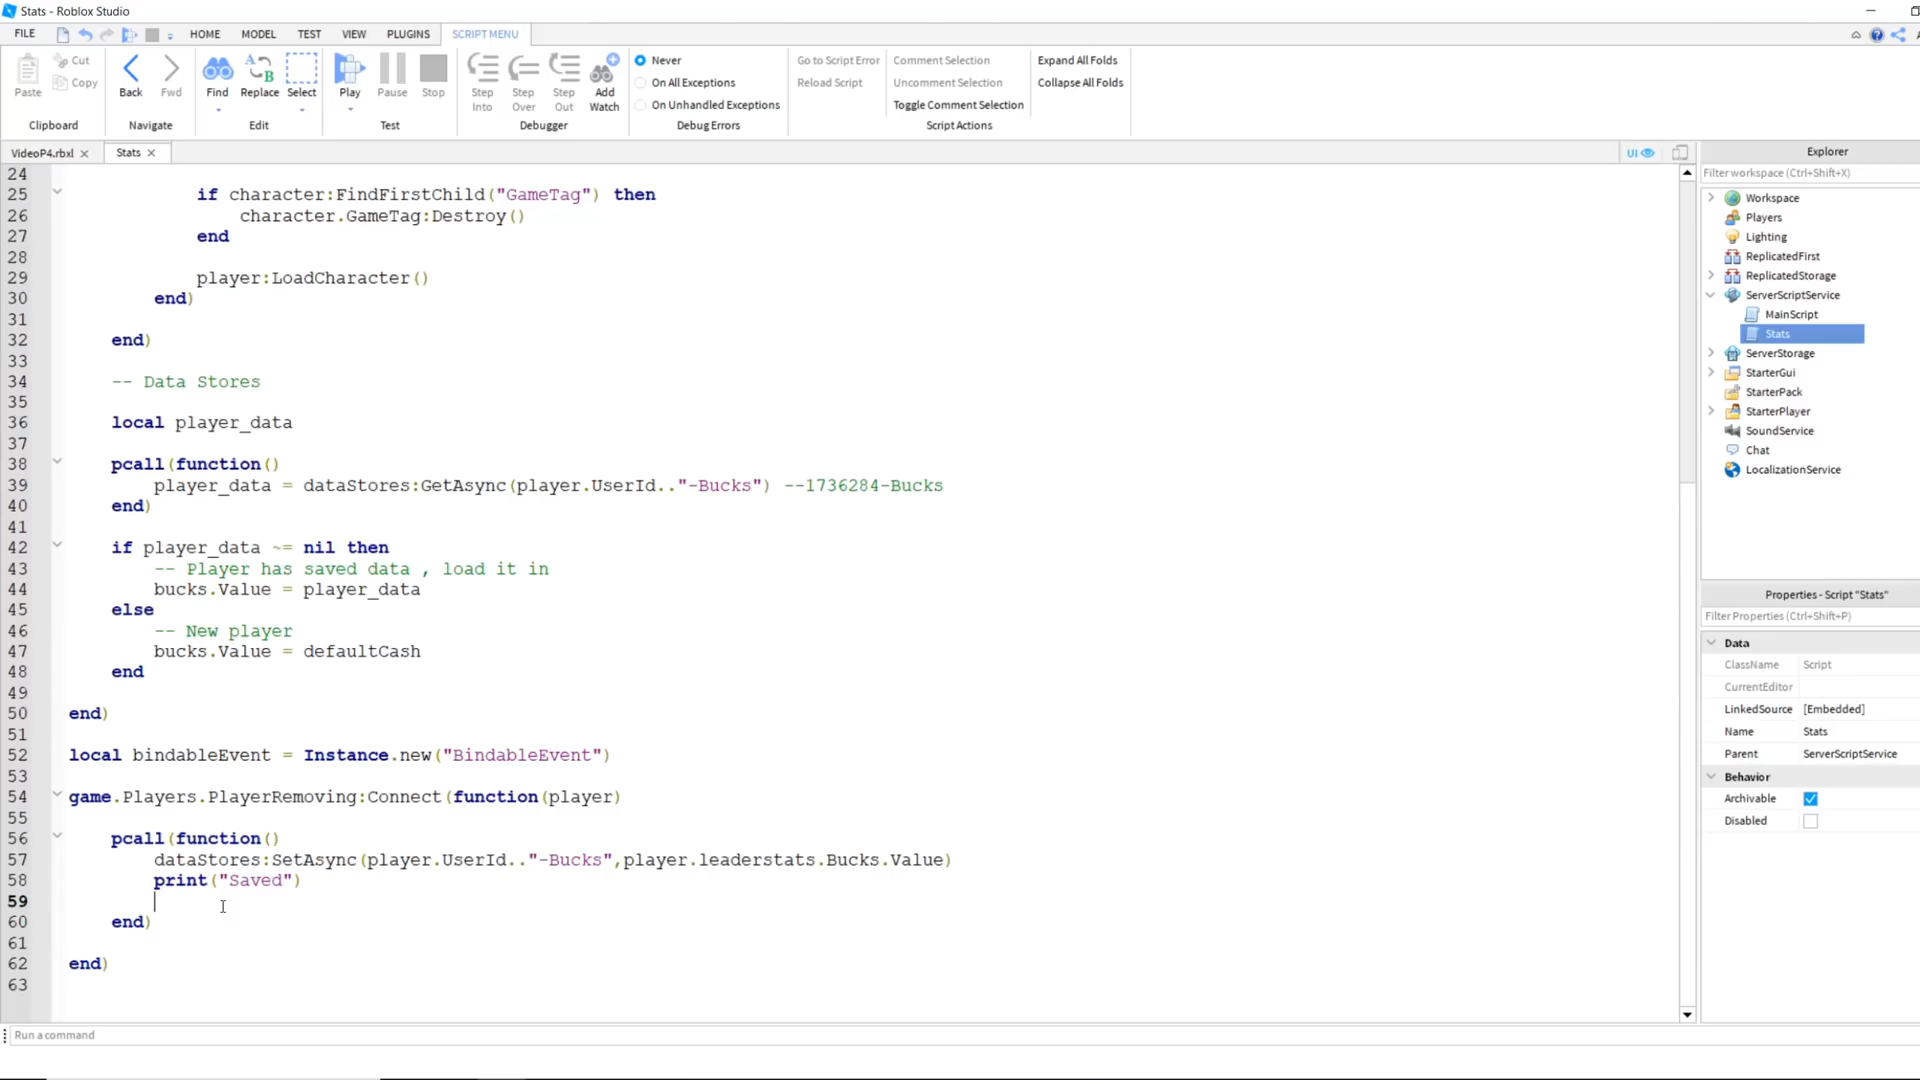 Stats - Roblox Studio
FILE HOME MODEL TEST VIEW PLUGINS SCRIPT MENU
Paste Cut Copy Back Fwd Find Replace Select Play Pause Stop Step Into Step Over Step Out Add Watch
Never
On All Exceptions
On Unhandled Exceptions
Go to Script Error
Reload Script
Comment Selection
Uncomment Selection
Toggle Comment Selection
Expand All Folds
Collapse All Folds
Clipboard Navigate Edit Test Debugger Debug Errors Script Actions
VideoP4.rbxl Stats UI
24
25 if character:FindFirstChild("GameTag") then
26 character.GameTag:Destroy()
27 end
28
29 player:LoadCharacter()
30 end)
31
32 end)
33
34 -- Data Stores
35
36 local player_data
37
38 pcall(function()
39 player_data = dataStores:GetAsync(player.UserId.."-Bucks") --1736284-Bucks
40 end)
41
42 if player_data ~= nil then
43 -- Player has saved data , load it in
44 bucks.Value = player_data
45 else
46 -- New player
47 bucks.Value = defaultCash
48 end
49
50 end)
51
52 local bindableEvent = Instance.new("BindableEvent")
53
54 game.Players.PlayerRemoving:Connect(function(player)
55
56 pcall(function()
57 dataStores:SetAsync(player.UserId.."-Bucks",player.leaderstats.Bucks.Value)
58 print("Saved")
59
60 end)
61
62 end)
63
Run a command
Explorer
Filter workspace (Ctrl+Shift+X)
Workspace
Players
Lighting
ReplicatedFirst
ReplicatedStorage
ServerScriptService
MainScript
Stats
ServerStorage
StarterGui
StarterPack
StarterPlayer
SoundService
Chat
LocalizationService
Properties - Script "Stats"
Filter Properties (Ctrl+Shift+P)
Data
ClassName Script
CurrentEditor
LinkedSource [Embedded]
Name Stats
Parent ServerScriptService
Behavior
Archivable
Disabled